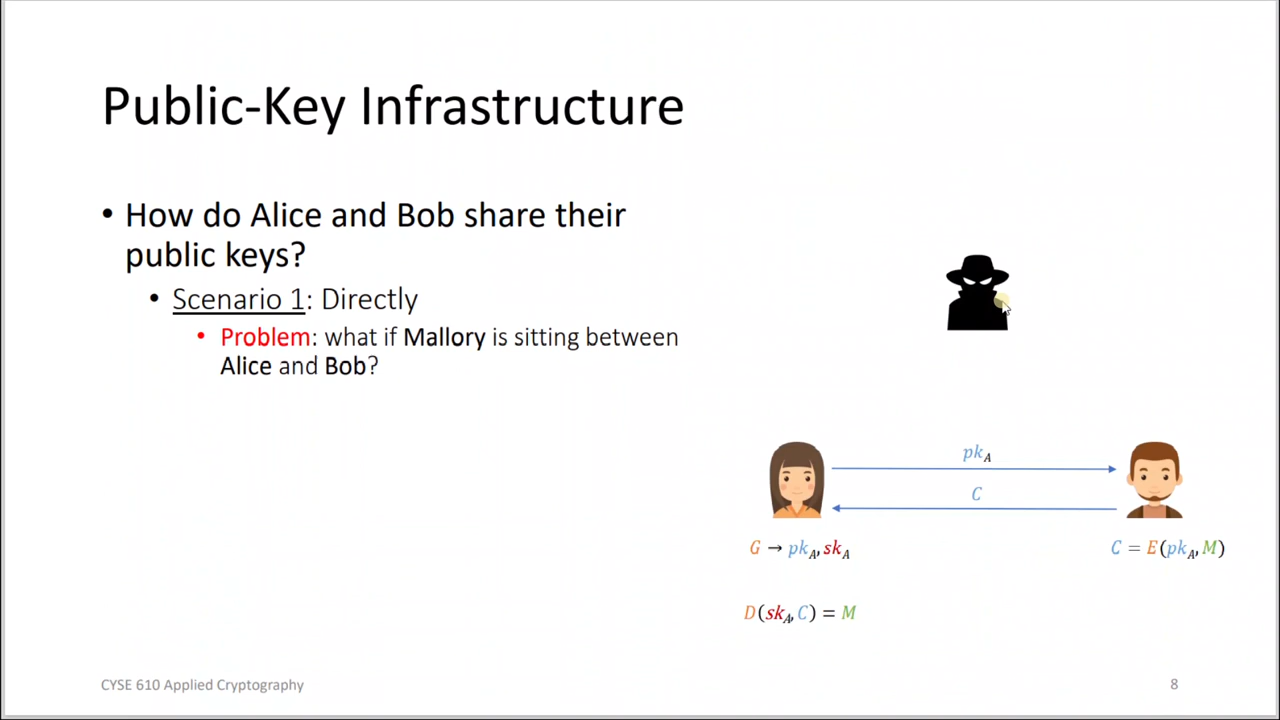 Public-Key Infrastructure
• How do Alice and Bob share their
public keys?
• Scenario 1: Directly
• Problem: what if Mallory is sitting between
Alice and Bob?
pk_A
C
G → pk_A, sk_A
C = E(pk_A, M)
D(sk_A, C) = M
CYSE 610 Applied Cryptography
8